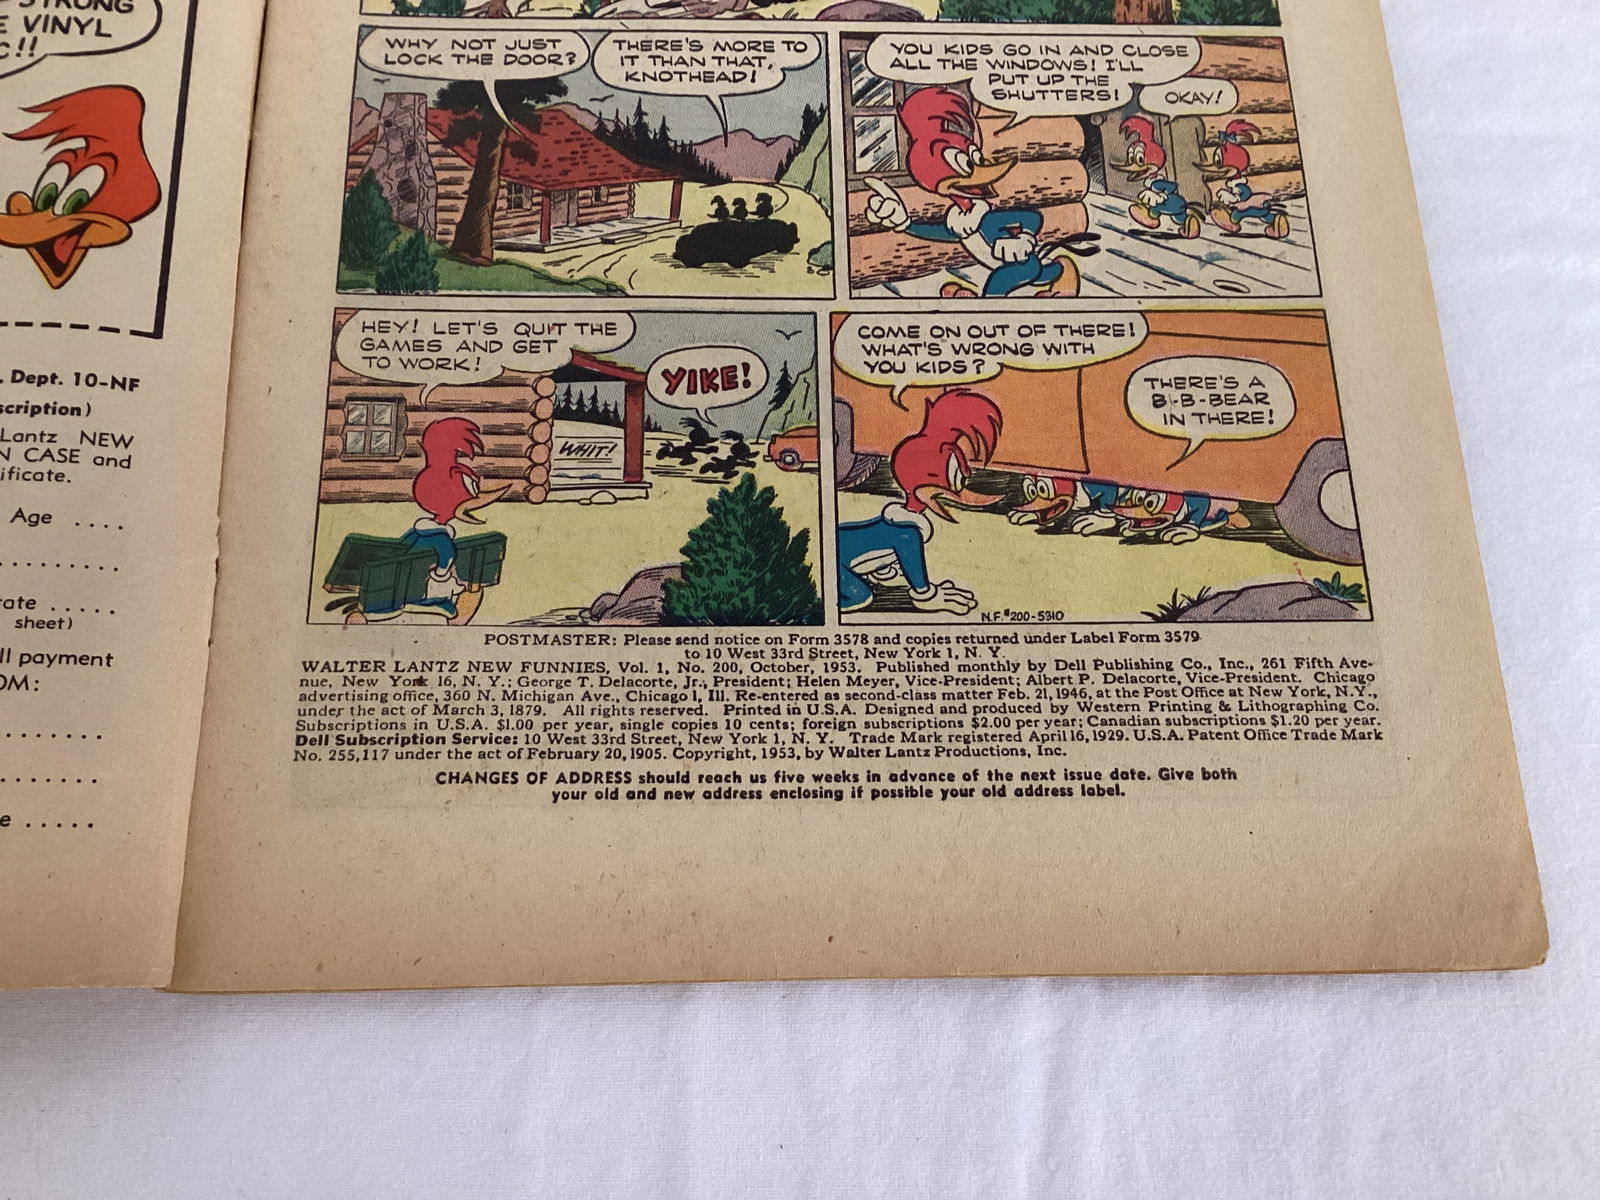 STRONG
VINYL
!!
Dept. 10-NF
Lantz NEW
CASE and
Age ....
.........
.....
sheet)
payment
........
.......
.....
WHY NOT JUST
LOCK THE DOOR?
THERE'S MORE TO
IT THAN THAT,
KNOTHEAD!
YOU KIDS GO IN AND CLOSE
ALL THE WINDOWS! I'LL
PUT UP THE
SHUTTERS!
OKAY!
HEY! LET'S QUIT THE
GAMES AND GET
TO WORK!
WHIT!
YIKE!
COME ON OUT OF THERE!
WHAT'S WRONG WITH
YOU KIDS?
THERE'S A
B-B-BEAR
IN THERE!
N.F.#200-5310
POSTMASTER: Please send notice on Form 3578 and copies returned under Label Form 3579
to 10 West 33rd Street, New York 1, N. Y.
WALTER LANTZ NEW FUNNIES, Vol. 1, No. 200, October, 1953. Published monthly by Dell Publishing Co., Inc., 261 Fifth Ave-
nue, New York 16, N. Y.; George T. Delacorte, Jr., President; Helen Meyer, Vice-President; Albert P. Delacorte, Vice-President. Chicago
advertising office, 360 N. Michigan Ave., Chicago 1, Ill. Re-entered as second-class matter Feb. 21, 1946, at the Post Office at New York, N.Y.,
under the act of March 3, 1879. All rights reserved. Printed in U.S.A. Designed and produced by Western Printing & Lithographing Co.
Subscriptions in U.S.A. $1.00 per year, single copies 10 cents; foreign subscriptions $2.00 per year; Canadian subscriptions $1.20 per year.
Dell Subscription Service: 10 West 33rd Street, New York 1, N. Y. Trade Mark registered April 16, 1929. U.S.A. Patent Office Trade Mark
No. 255,117 under the act of February 20, 1905. Copyright, 1953, by Walter Lantz Productions, Inc.
CHANGES OF ADDRESS should reach us five weeks in advance of the next issue date. Give both
your old and new address enclosing if possible your old address label.